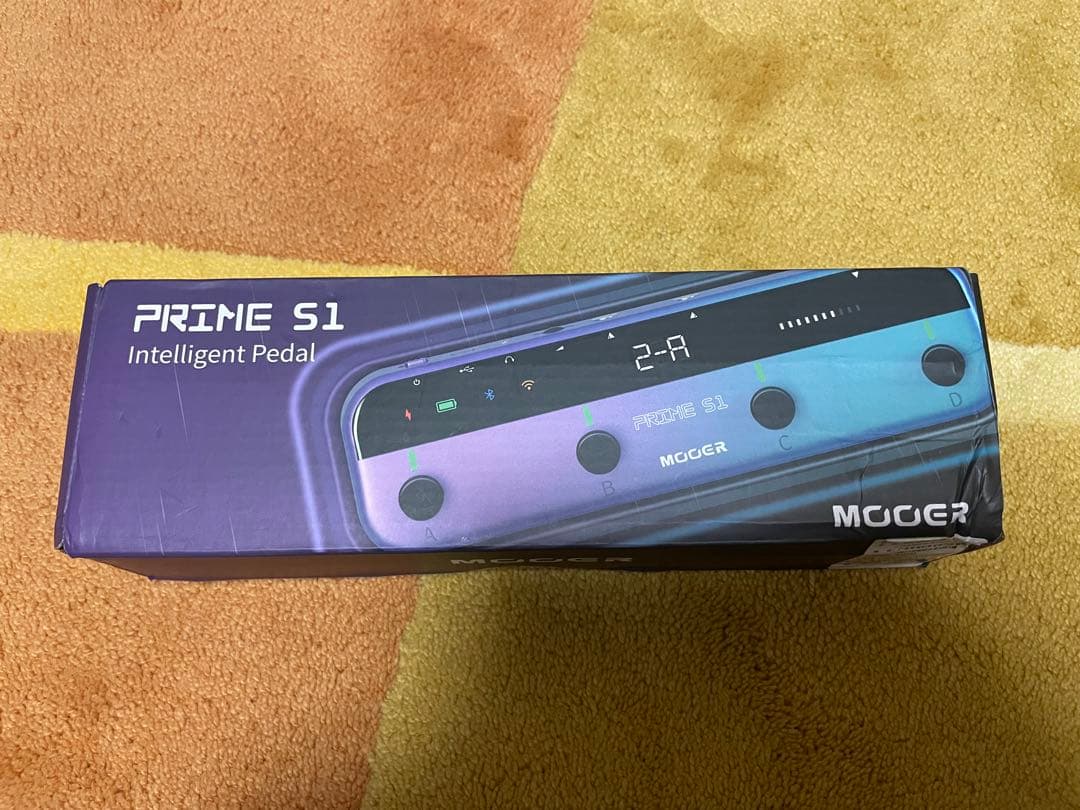 PRIME S1
Intelligent Pedal
2-A
PRIME S1
MOOER
A
B
C
D
MOOER
MOOER